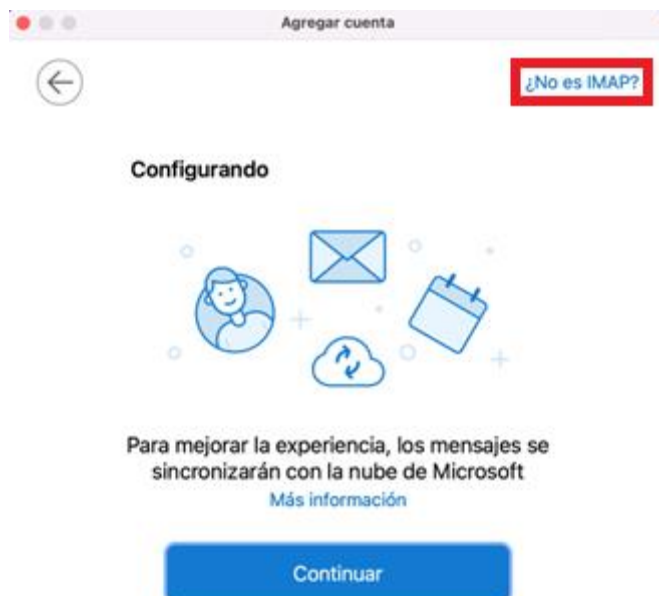 Agregar cuenta
¿No es IMAP?
Configurando
Para mejorar la experiencia, los mensajes se
sincronizarán con la nube de Microsoft
Más información
Continuar